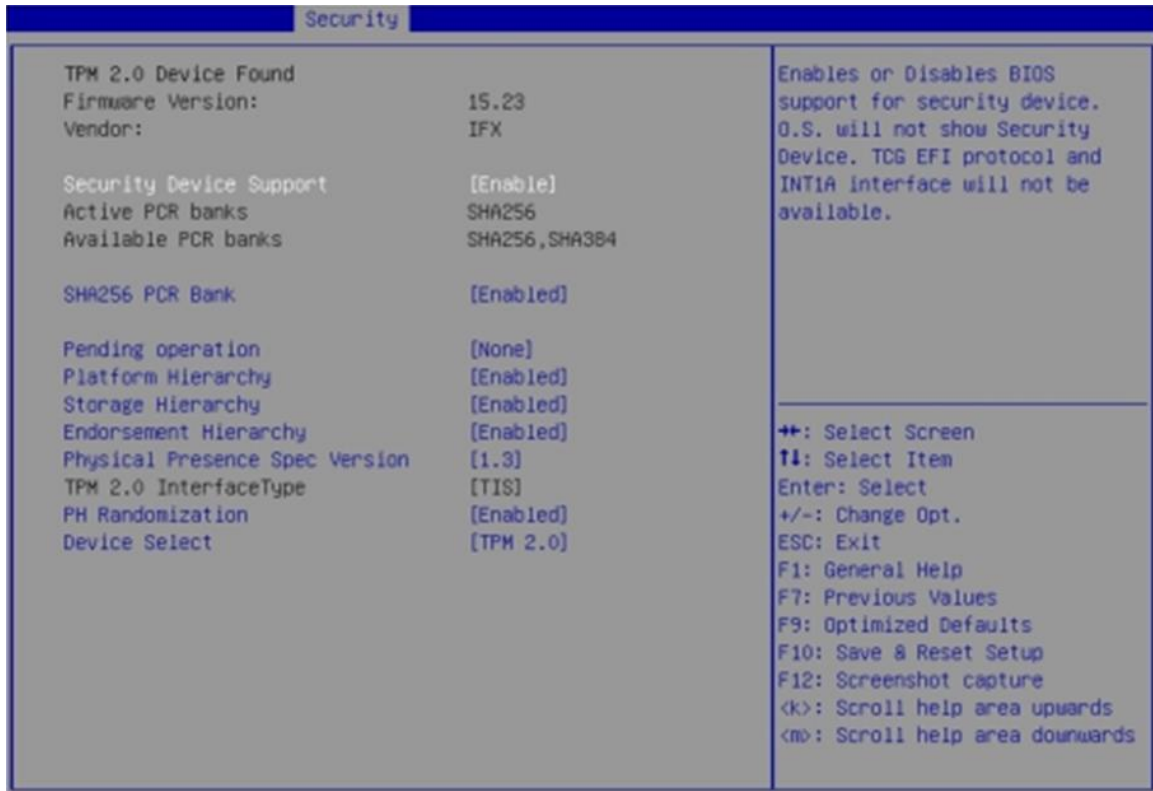 Security
TPM 2.0 Device Found
Firmware Version: 15.23
Vendor: IFX
Security Device Support [Enable]
Active PCR banks SHA256
Available PCR banks SHA256,SHA384
SHA256 PCR Bank [Enabled]
Pending operation [None]
Platform Hierarchy [Enabled]
Storage Hierarchy [Enabled]
Endorsement Hierarchy [Enabled]
Physical Presence Spec Version [1.3]
TPM 2.0 InterfaceType [TIS]
PH Randomization [Enabled]
Device Select [TPM 2.0]
Enables or Disables BIOS
support for security device.
O.S. will not show Security
Device. TCG EFI protocol and
INT1A interface will not be
available.
→←: Select Screen
↑↓: Select Item
Enter: Select
+/-: Change Opt.
ESC: Exit
F1: General Help
F7: Previous Values
F9: Optimized Defaults
F10: Save & Reset Setup
F12: Screenshot capture
<k>: Scroll help area upwards
<m>: Scroll help area downwards